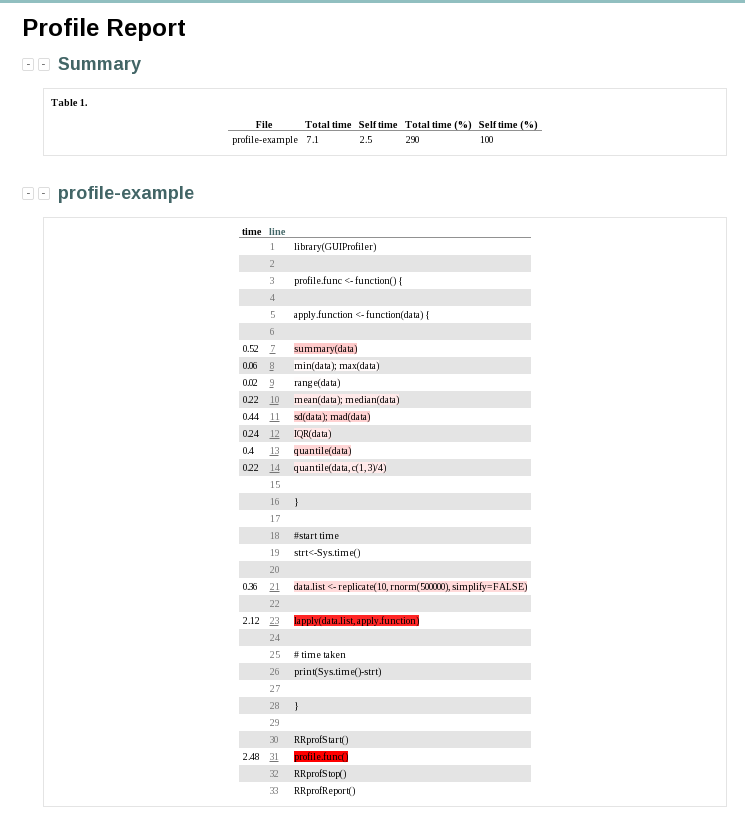 Profile Report
- - Summary
Table 1.
File Total time Self time Total time (%) Self time (%)
profile-example 7.1 2.5 290 100
- - profile-example
time line
1 library(GUIProfiler)
2
3 profile.func <- function() {
4
5 apply.function <- function(data) {
6
0.52 7 summary(data)
0.06 8 min(data); max(data)
0.02 9 range(data)
0.22 10 mean(data); median(data)
0.44 11 sd(data); mad(data)
0.24 12 IQR(data)
0.4 13 quantile(data)
0.22 14 quantile(data, c(1, 3)/4)
15
16 }
17
18 #start time
19 strt<-Sys.time()
20
0.36 21 data.list <- replicate(10, rnorm(500000), simplify=FALSE)
22
2.12 23 lapply(data.list, apply.function)
24
25 # time taken
26 print(Sys.time()-strt)
27
28 }
29
30 RRprofStart()
2.48 31 profile.func()
32 RRprofStop()
33 RRprofReport()